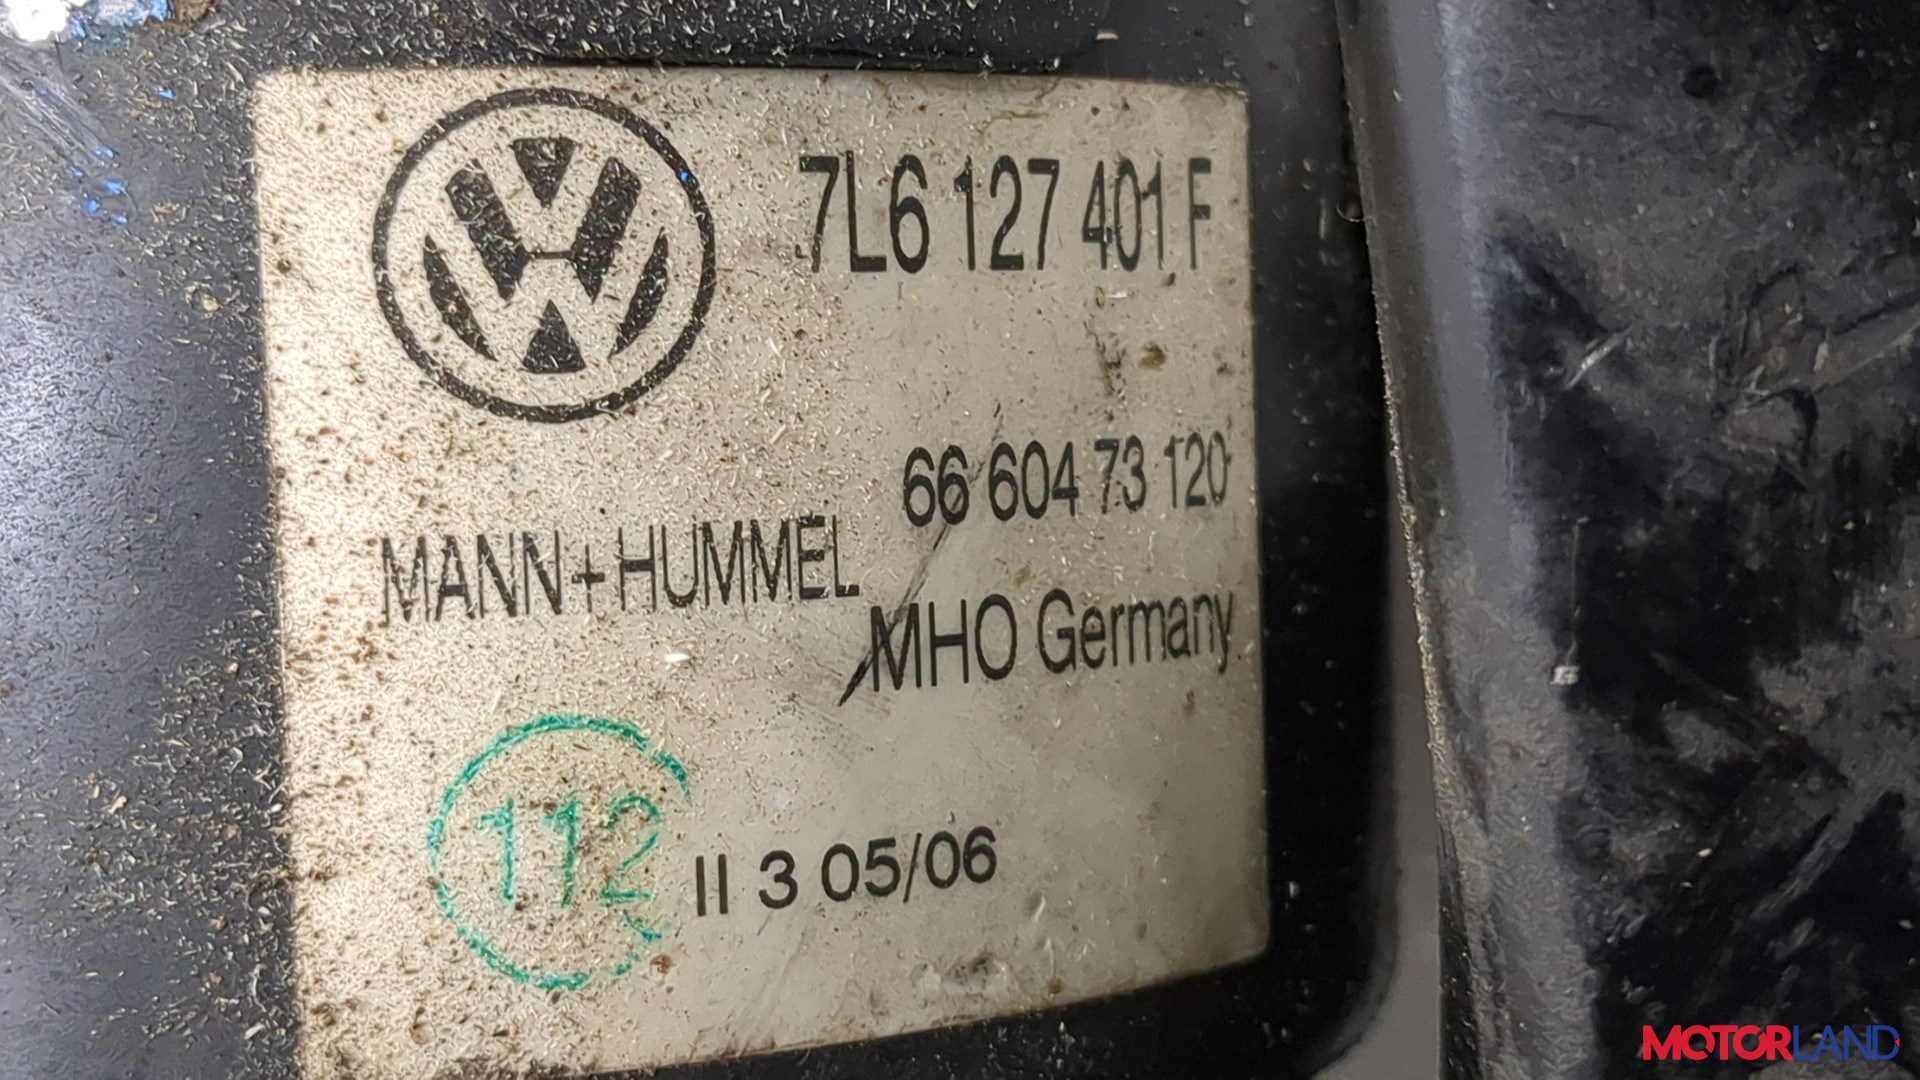 7L6 127 401 F
66 604 73 120
MANN+HUMMEL
MHO Germany
112
II 3 05/06
MOTORLAND